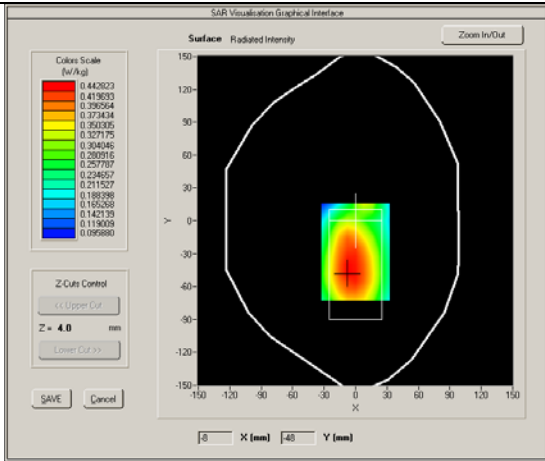 SAR Visualisation Graphical Interface
Surface Radiated Intensity
Zoom In/Out
Colors Scale
(W/kg)
0.442823
0.419693
0.396564
0.373434
0.350305
0.327175
0.304046
0.280916
0.257787
0.234657
0.211527
0.188398
0.165268
0.142139
0.119009
0.095880
150
120
90
60
30
0
-30
-60
-90
-120
-150
Y
-150 -120 -90 -60 -30 0 30 60 90 120 150
X
Z-Cuts Control
<< Upper Cut
Z = 4.0 mm
Lower Cut >>
SAVE Cancel
-8 X (mm) -48 Y (mm)